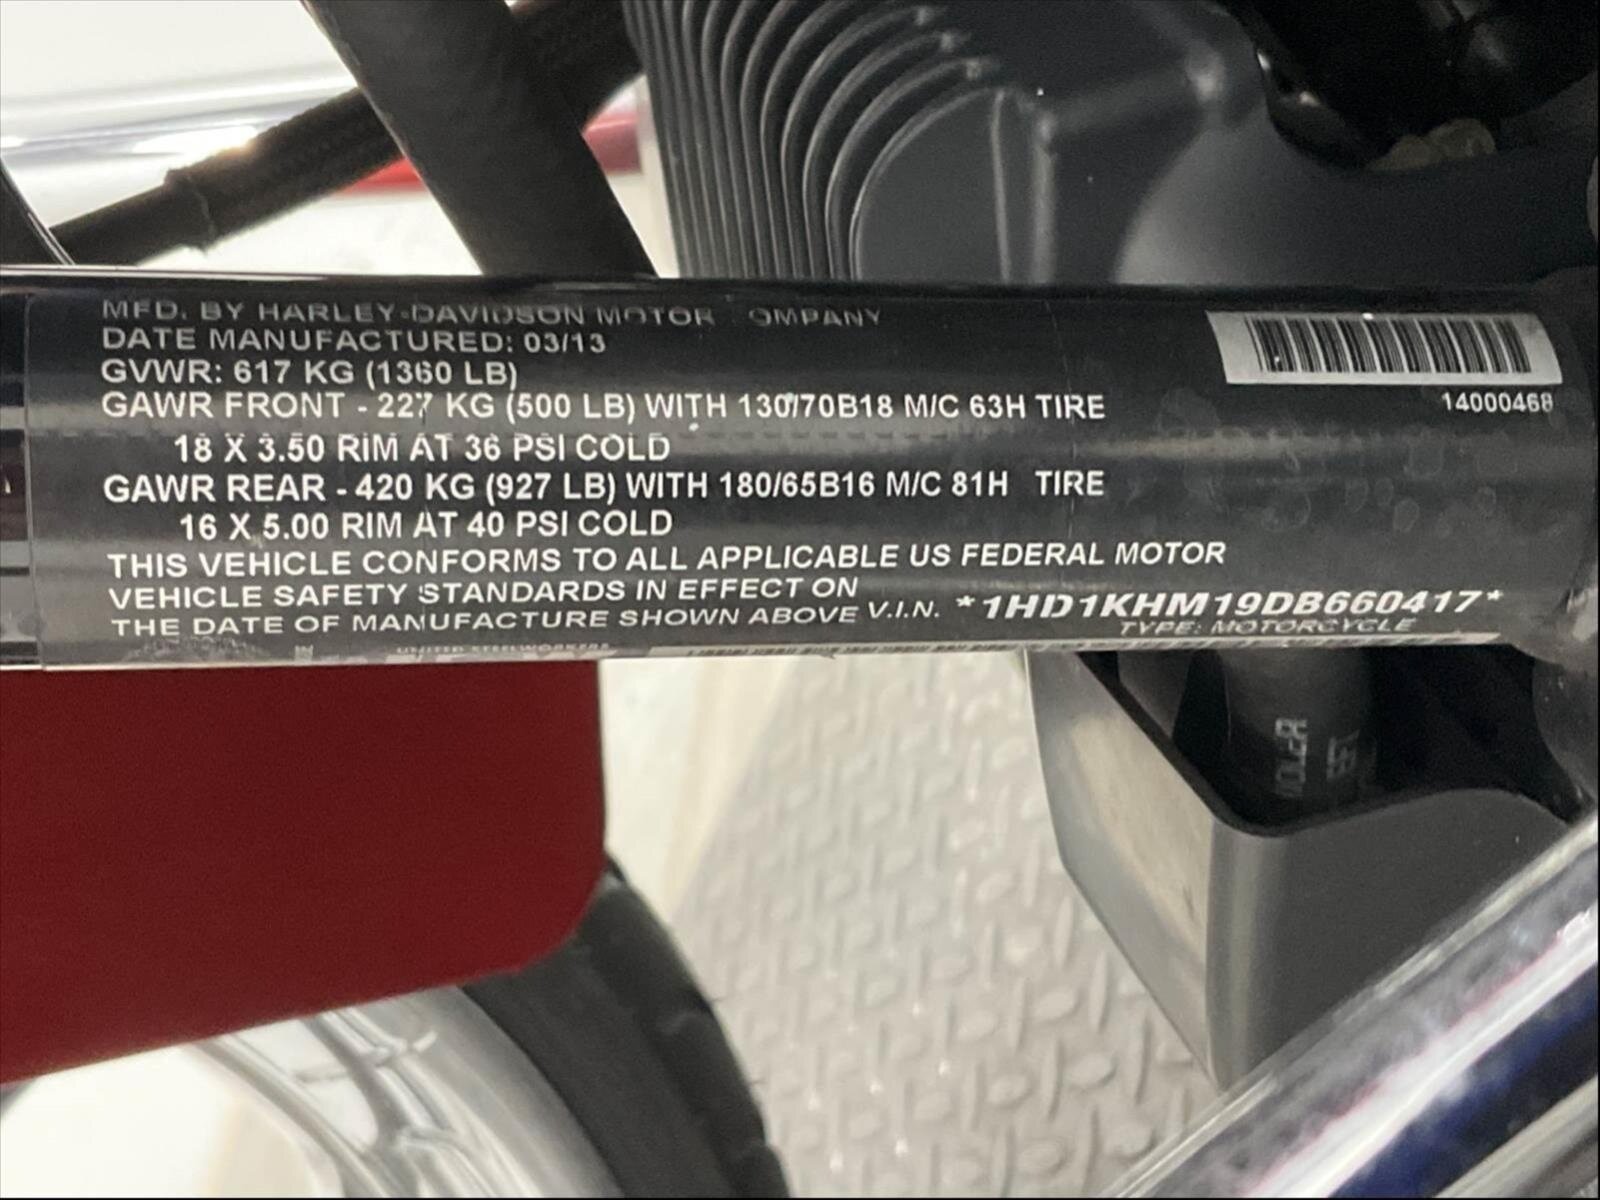 MFD. BY HARLEY-DAVIDSON MOTOR OMPANY
DATE MANUFACTURED: 03/13
GVWR: 617 KG (1360 LB)
GAWR FRONT - 227 KG (500 LB) WITH 130/70B18 M/C 63H TIRE
18 X 3.50 RIM AT 36 PSI COLD
GAWR REAR - 420 KG (927 LB) WITH 180/65B16 M/C 81H TIRE
16 X 5.00 RIM AT 40 PSI COLD
THIS VEHICLE CONFORMS TO ALL APPLICABLE US FEDERAL MOTOR
VEHICLE SAFETY STANDARDS IN EFFECT ON
THE DATE OF MANUFACTURE SHOWN ABOVE V.I.N. *1HD1KHM19DB660417*
TYPE: MOTORCYCLE
14000468
UNITED STEELWORKERS